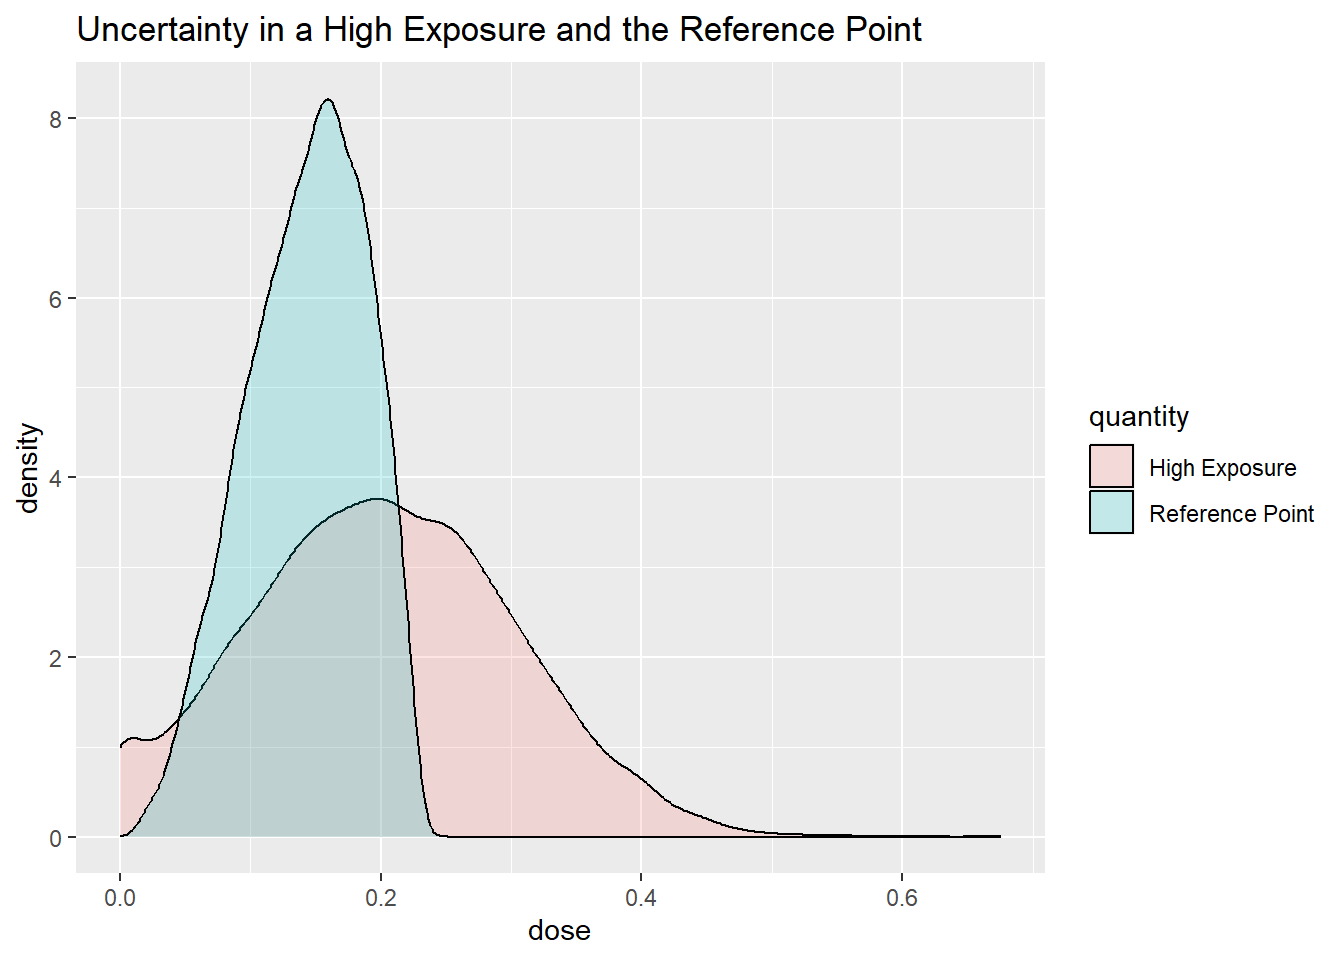 Uncertainty in a High Exposure and the Reference Point
8
6
4
2
0
density
0.0
0.2
0.4
0.6
dose
quantity
High Exposure
Reference Point